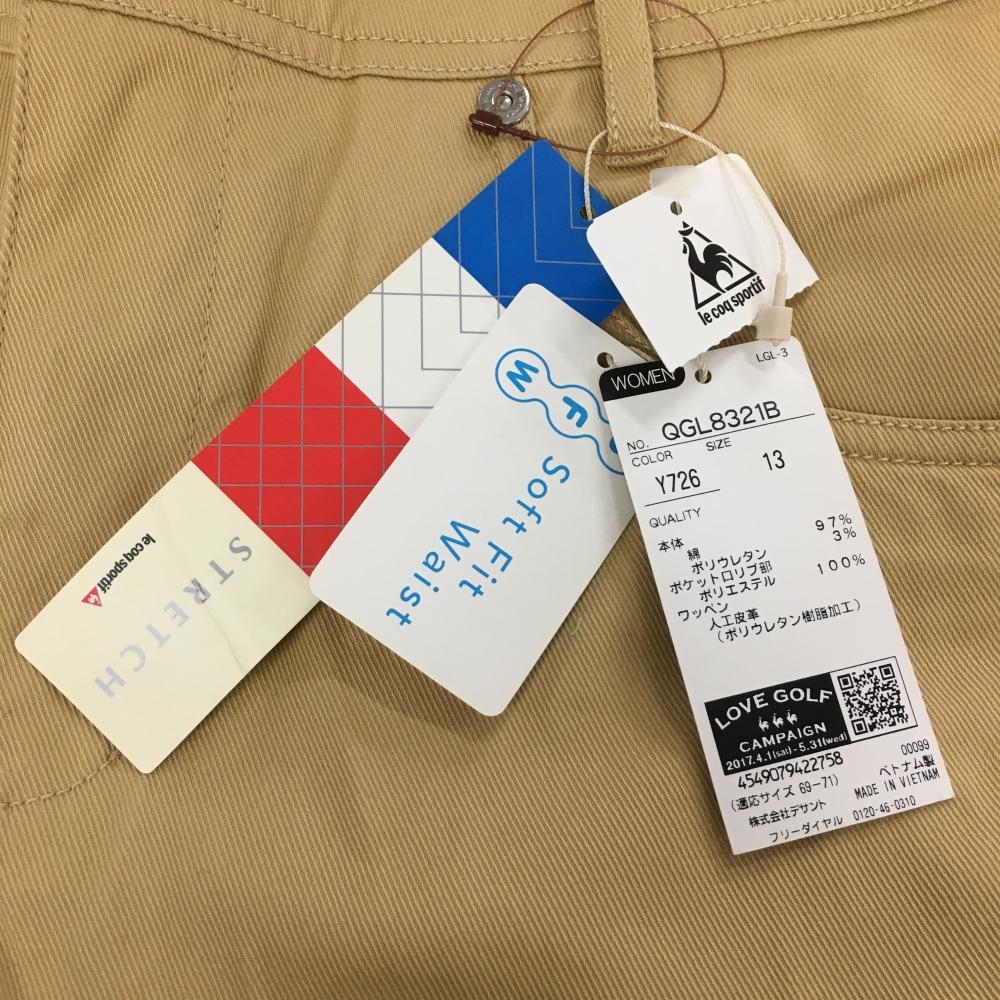 le coq sportif
WOMEN
LGL-3
NO. QGL8321B
COLOR SIZE
Y726 13
QUALITY
本体
綿 97%
ポリウレタン 3%
ポケットロリプ部
ポリエステル 100%
ワッペン
人工皮革
(ポリウレタン樹脂加工)
LOVE GOLF
CAMPAIGN
2017.4.1(sat)-5.31(wed)
4549079422758
00099
(適応サイズ 69-71)
ベトナム製
MADE IN VIETNAM
株式会社デサント
フリーダイヤル 0120-46-0310
W F
Soft Fit
Waist
STRETCH
le coq sportif